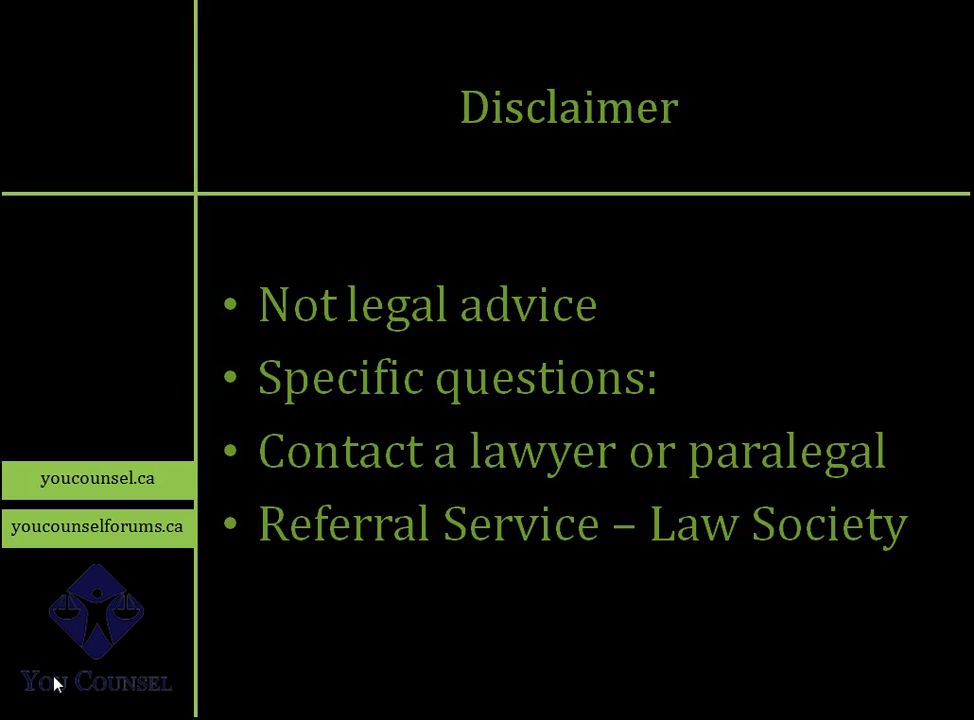 Disclaimer
• Not legal advice
• Specific questions:
• Contact a lawyer or paralegal
• Referral Service – Law Society
youcounsel.ca
youcounselforums.ca
You Counsel